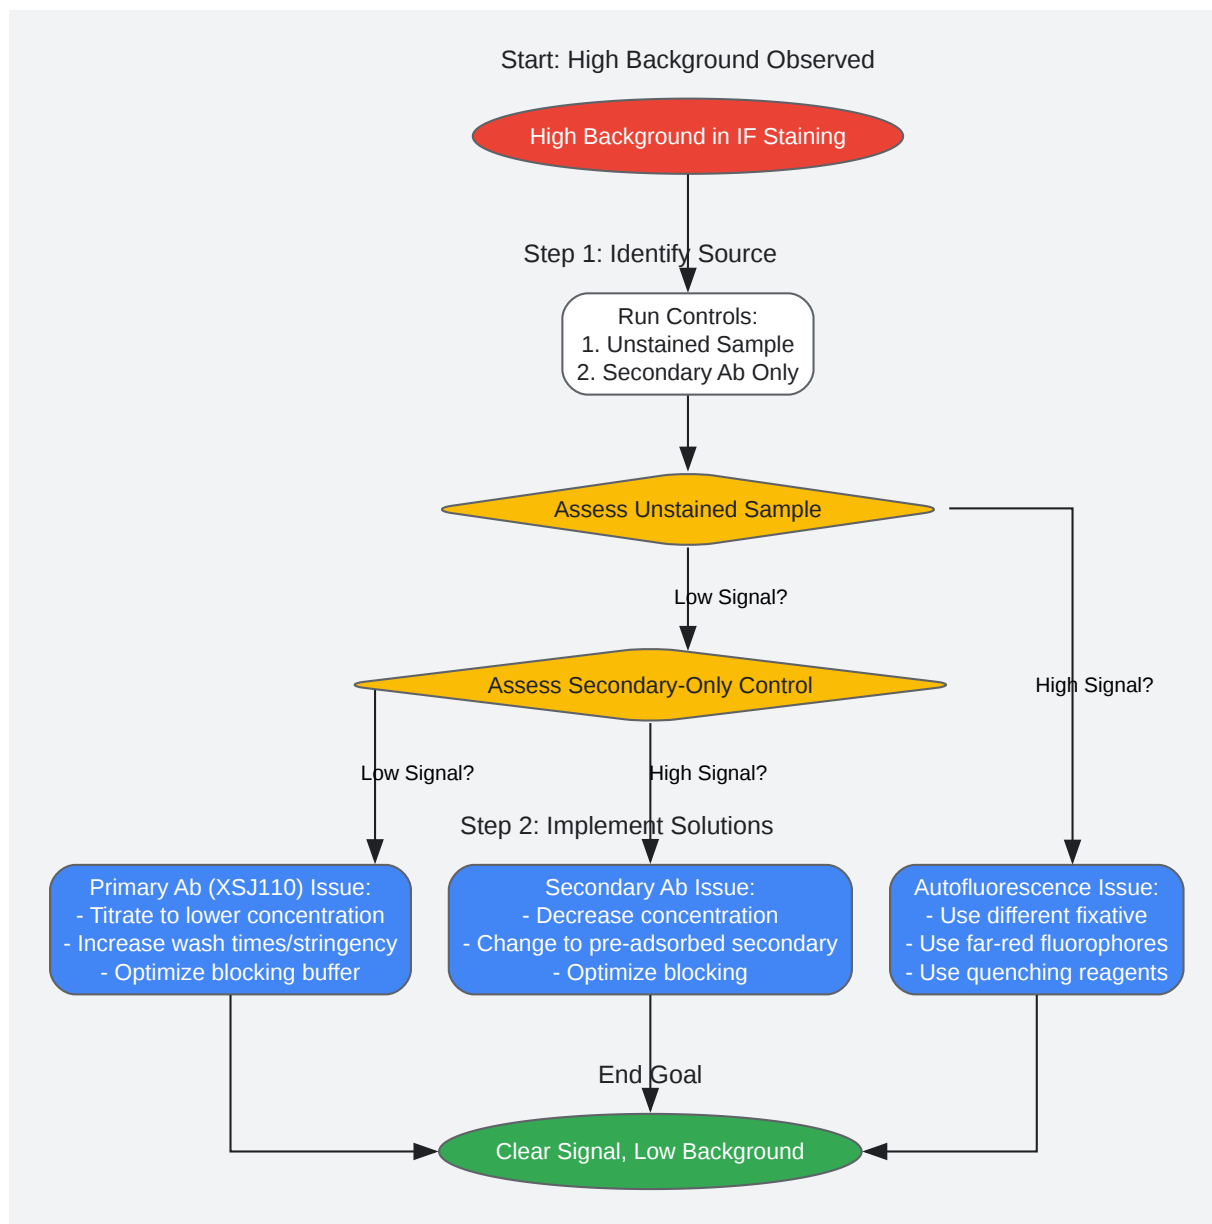 Start: High Background Observed
High Background in IF Staining
Step 1: Identify Source
Run Controls:
1. Unstained Sample
2. Secondary Ab Only
Assess Unstained Sample
Low Signal?
Assess Secondary-Only Control
High Signal?
Low Signal?
High Signal?
Step 2: Implement Solutions
Primary Ab (XSJ110) Issue:
- Titrate to lower concentration
- Increase wash times/stringency
- Optimize blocking buffer
Secondary Ab Issue:
- Decrease concentration
- Change to pre-adsorbed secondary
- Optimize blocking
Autofluorescence Issue:
- Use different fixative
- Use far-red fluorophores
- Use quenching reagents
End Goal
Clear Signal, Low Background